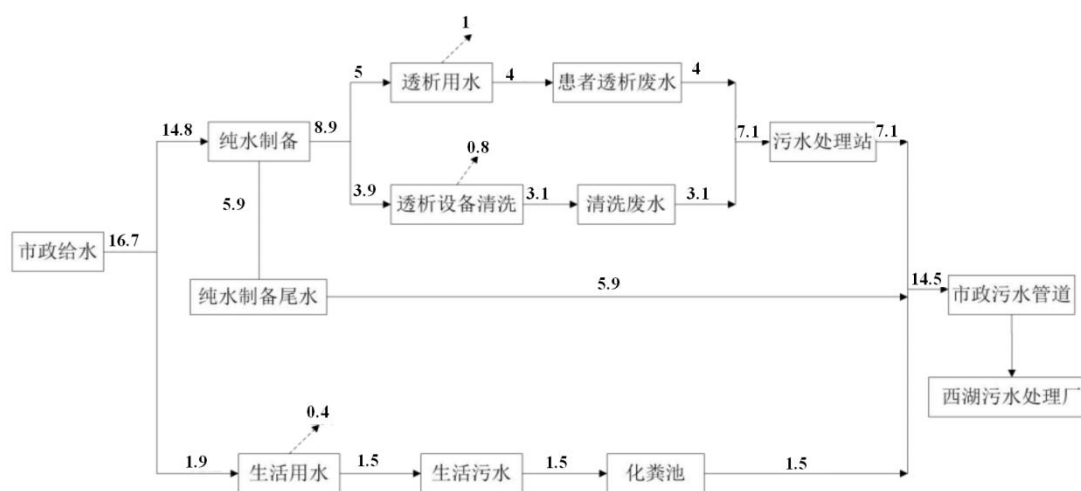 1
5
透析用水
4
患者透析废水
4
14.8
纯水制备
8.9
0.8
7.1
污水处理站
7.1
5.9
3.9
透析设备清洗
3.1
清洗废水
3.1
市政给水
16.7
纯水制备尾水
5.9
14.5
市政污水管道
西湖污水处理厂
0.4
1.9
生活用水
1.5
生活污水
1.5
化粪池
1.5